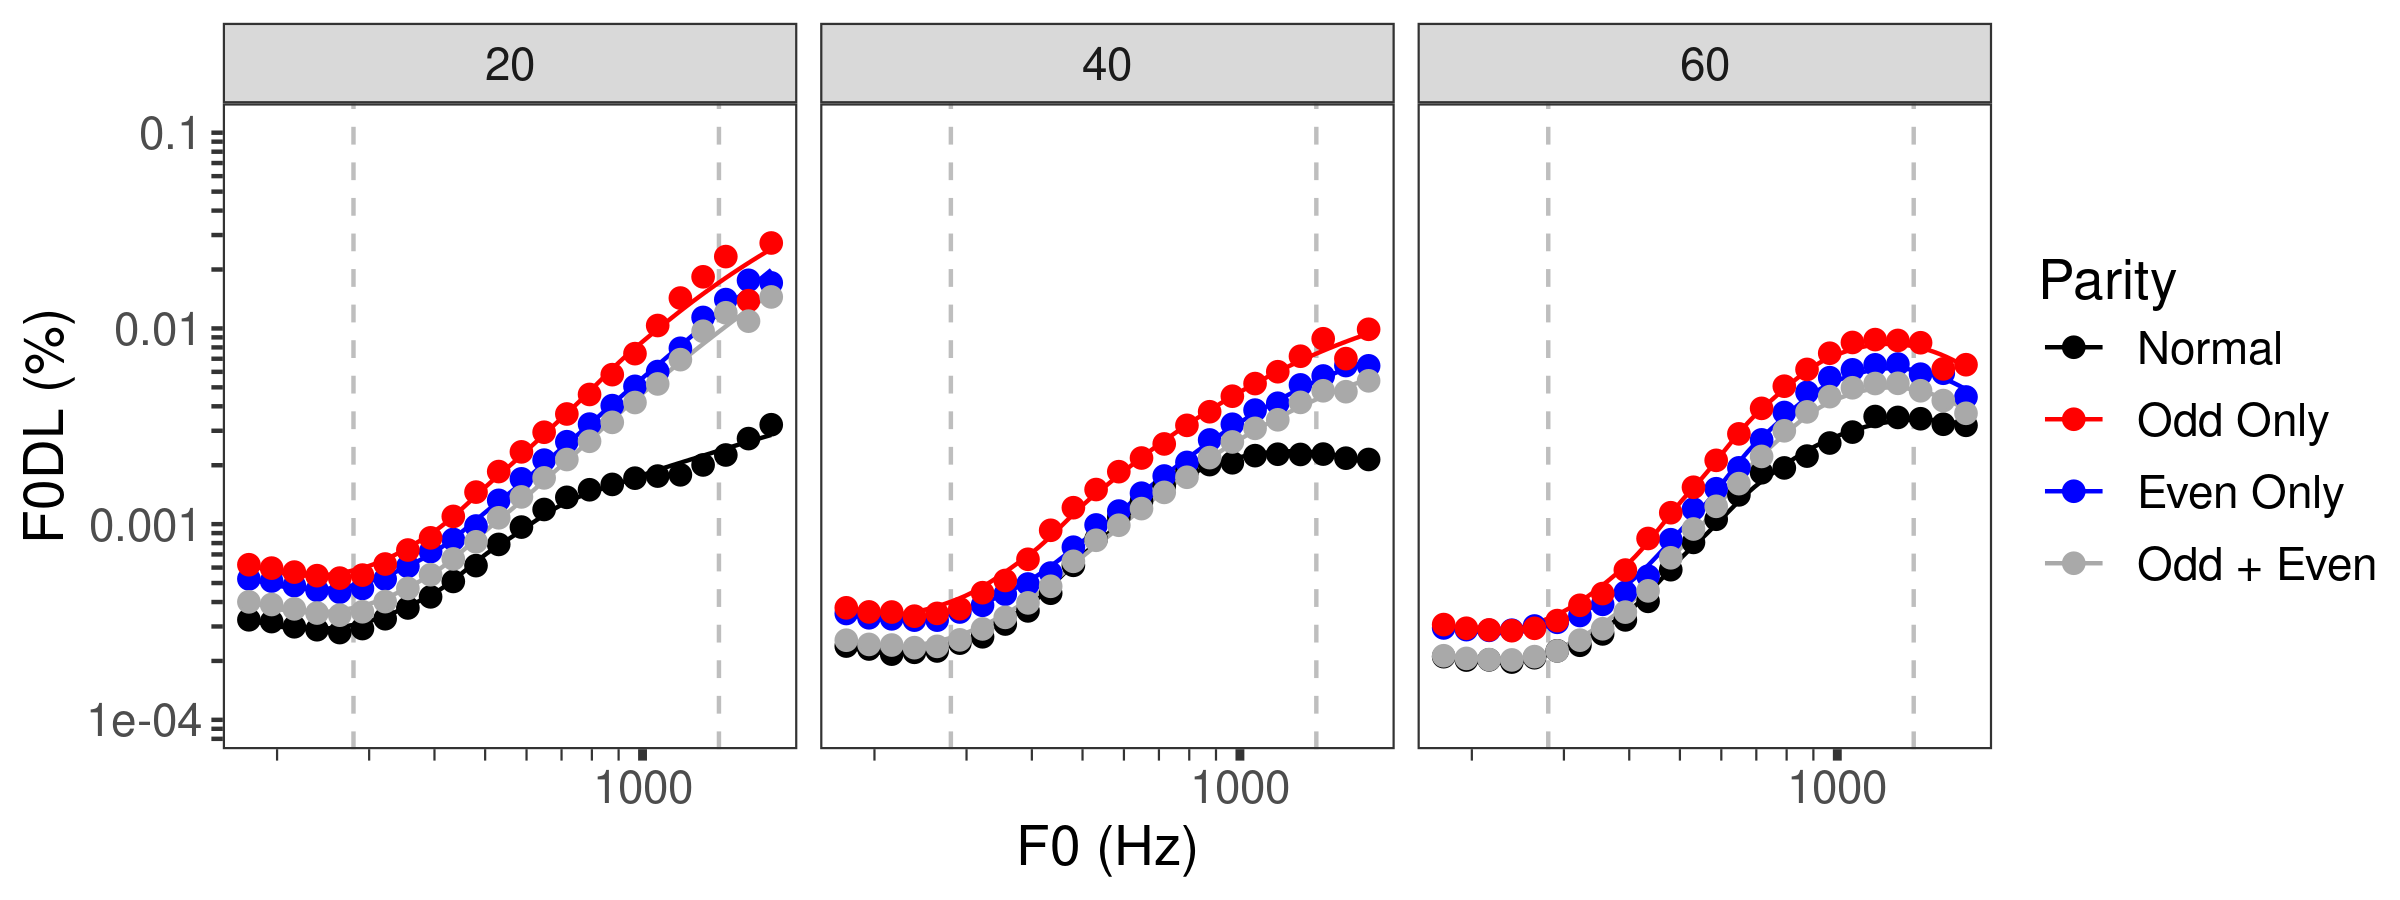 20 40 60
0.1
0.01
0.001
1e-04
F0DL (%)
1000 1000 1000
F0 (Hz)
Parity
Normal
Odd Only
Even Only
Odd + Even